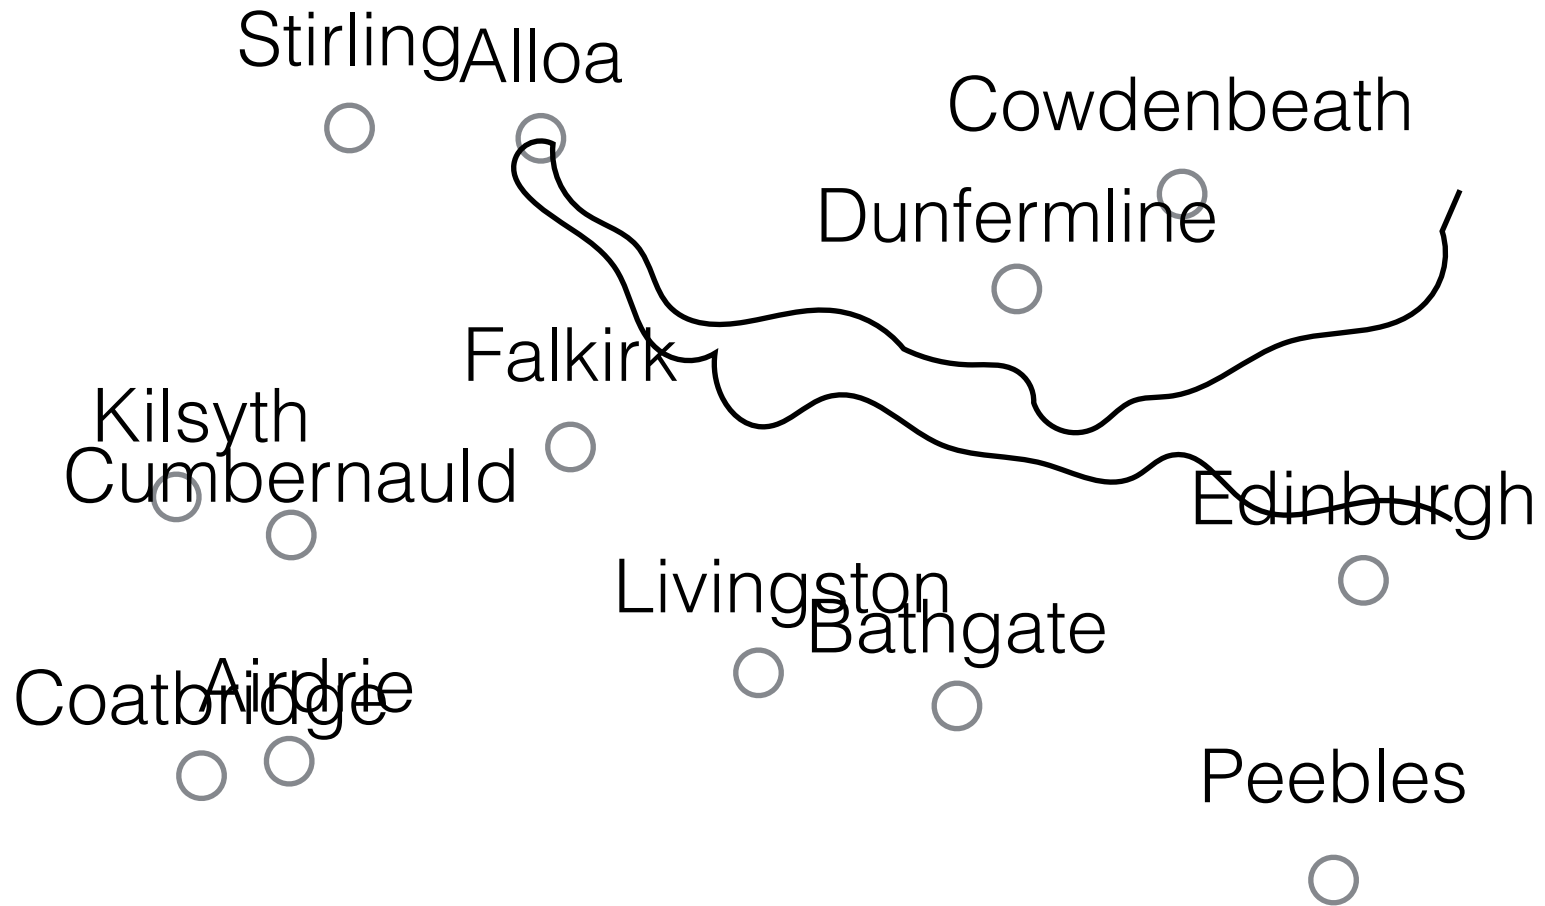 Stirling
Alloa
Cowdenbeath
Dunfermline
Falkirk
Kilsyth
Cumbernauld
Edinburgh
Livingston
Bathgate
Airdrie
Coatbridge
Peebles